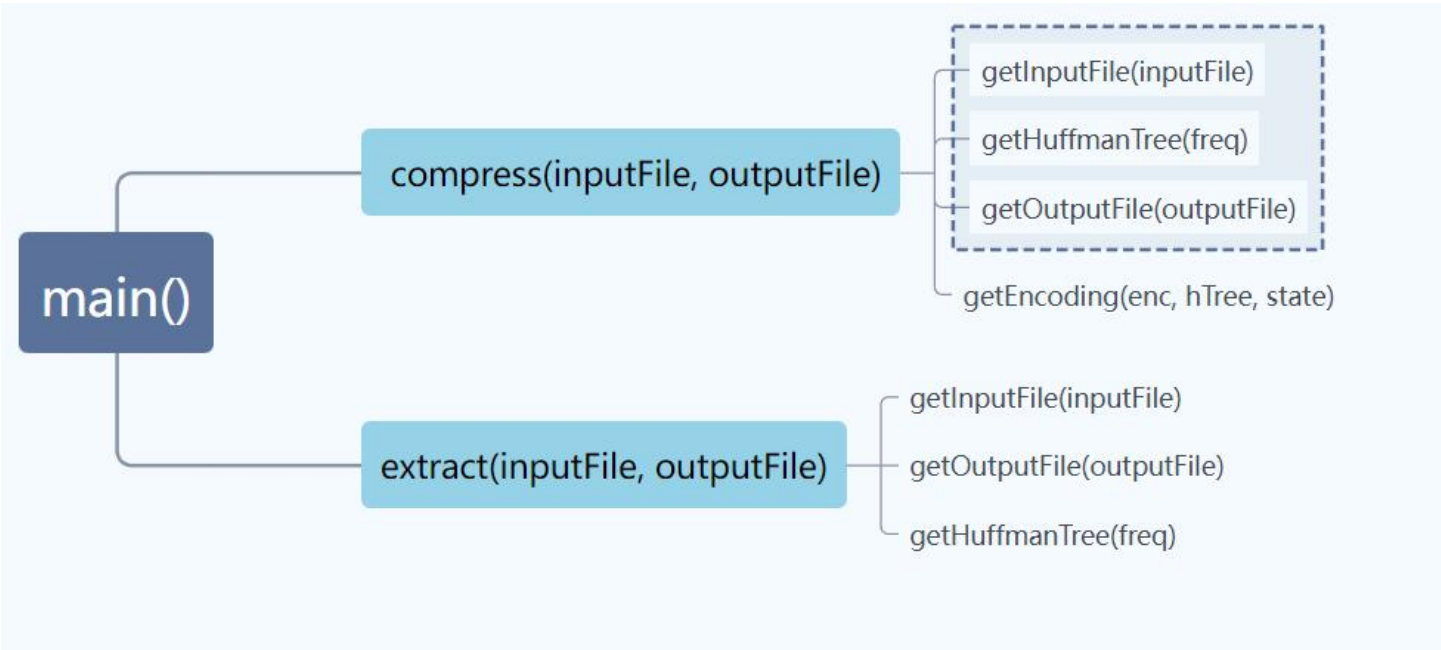 getInputFile(inputFile)
getHuffmanTree(freq)
compress(inputFile, outputFile)
getOutputFile(outputFile)
main()
getEncoding(enc, hTree, state)
getInputFile(inputFile)
extract(inputFile, outputFile)
getOutputFile(outputFile)
getHuffmanTree(freq)